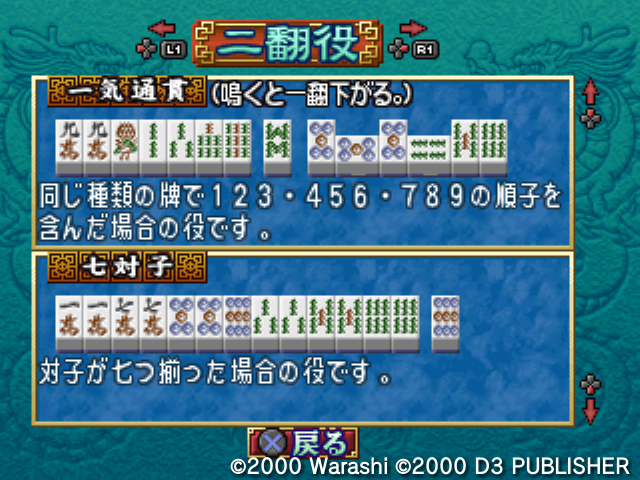 L1 二翻役 R1
一気通貫(鳴くと一翻下がる。)
同じ種類の牌で123・456・789の順子を
含んだ場合の役です。
七対子
対子が七つ揃った場合の役です。
戻る
©2000 Warashi ©2000 D3 PUBLISHER